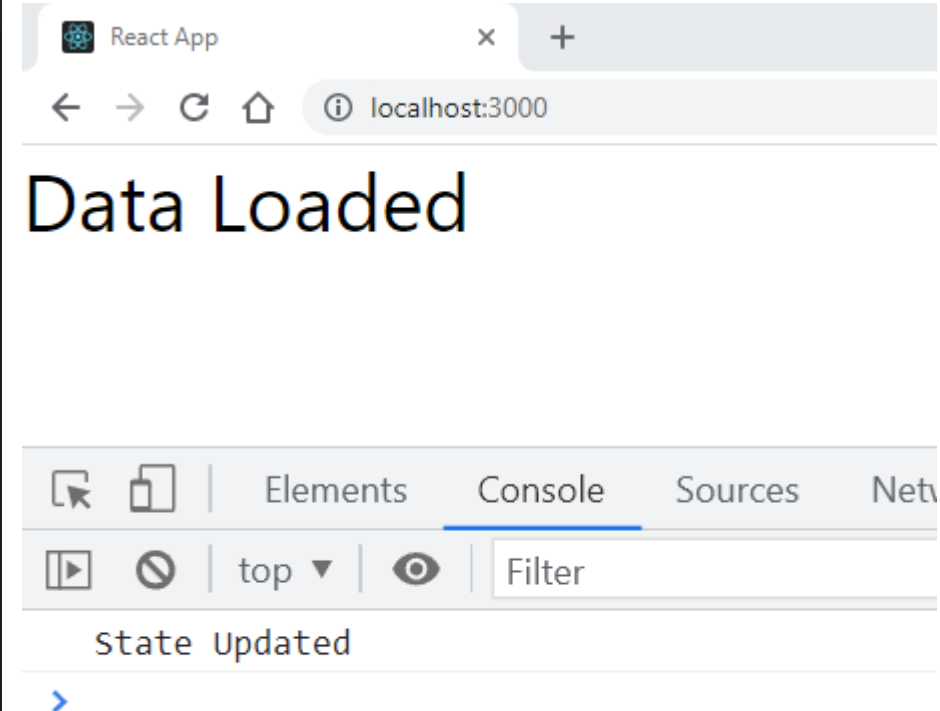 React App
localhost:3000
Data Loaded
Elements Console Sources
top Filter
State Updated